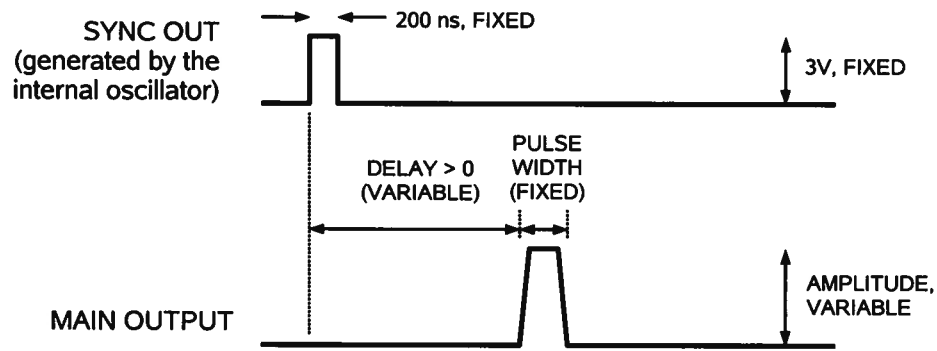 200 ns, FIXED
SYNC OUT
(generated by the
internal oscillator)
3V, FIXED
PULSE
WIDTH
(FIXED)
DELAY > 0
(VARIABLE)
AMPLITUDE,
VARIABLE
MAIN OUTPUT